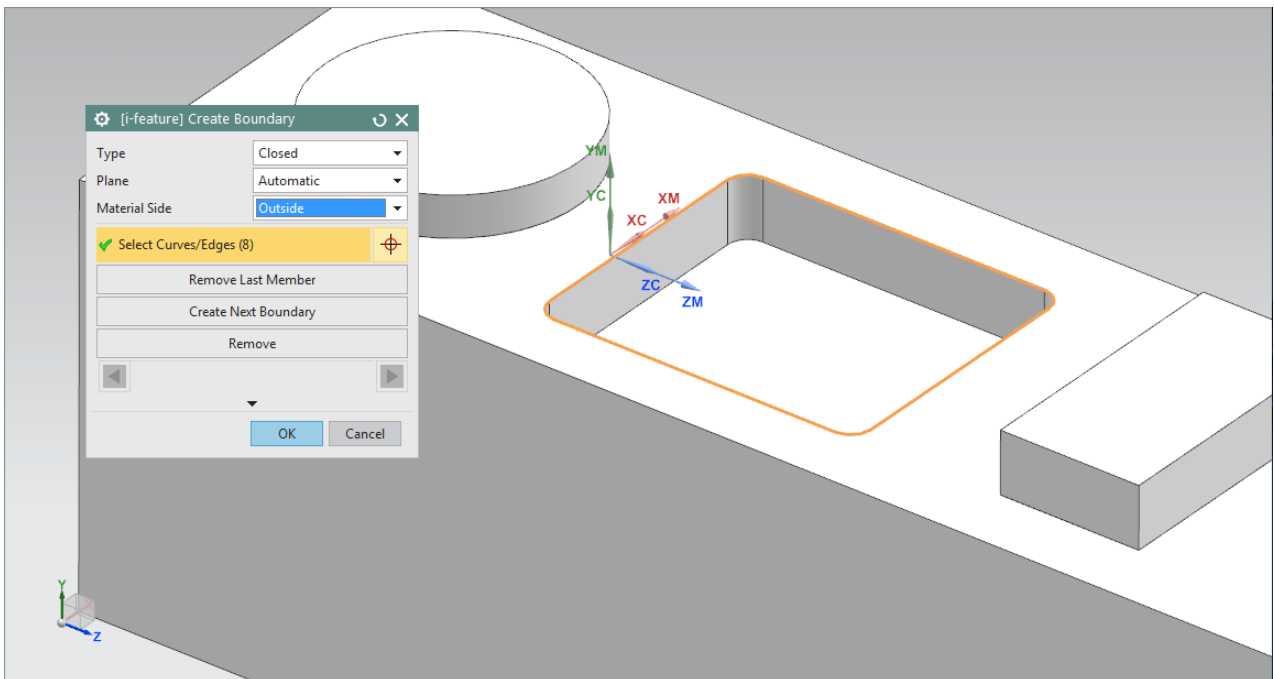 [i-feature] Create Boundary
Type Closed
Plane Automatic
Material Side Outside
Select Curves/Edges (8)
Remove Last Member
Create Next Boundary
Remove
OK Cancel
YM
YC
XM
XC
ZC
ZM
Y
Z